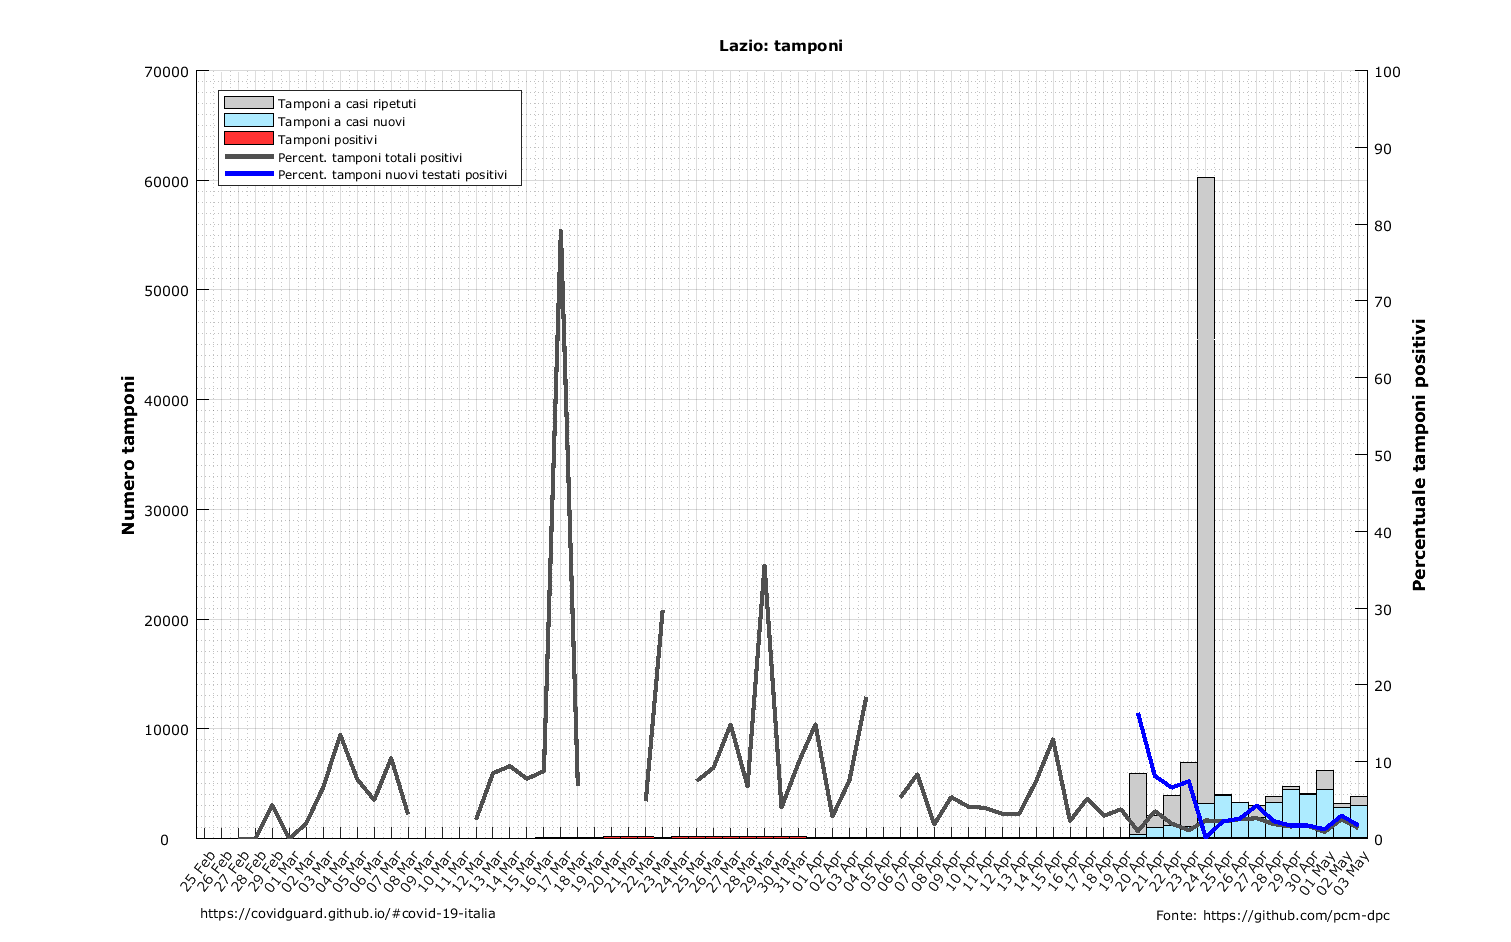 Lazio: tamponi
70000
60000
50000
40000
30000
20000
10000
0
Numero tamponi
Tamponi a casi ripetuti
Tamponi a casi nuovi
Tamponi positivi
Percent. tamponi totali positivi
Percent. tamponi nuovi testati positivi
100
90
80
70
60
50
40
30
20
10
0
Percentuale tamponi positivi
25 Feb
26 Feb
27 Feb
28 Feb
29 Feb
01 Mar
02 Mar
03 Mar
04 Mar
05 Mar
06 Mar
07 Mar
08 Mar
09 Mar
10 Mar
11 Mar
12 Mar
13 Mar
14 Mar
15 Mar
16 Mar
17 Mar
18 Mar
19 Mar
20 Mar
21 Mar
22 Mar
23 Mar
24 Mar
25 Mar
26 Mar
27 Mar
28 Mar
29 Mar
30 Mar
31 Mar
01 Apr
02 Apr
03 Apr
04 Apr
05 Apr
06 Apr
07 Apr
08 Apr
09 Apr
10 Apr
11 Apr
12 Apr
13 Apr
14 Apr
15 Apr
16 Apr
17 Apr
18 Apr
19 Apr
20 Apr
21 Apr
22 Apr
23 Apr
24 Apr
25 Apr
26 Apr
27 Apr
28 Apr
29 Apr
30 Apr
01 May
02 May
03 May
https://covidguard.github.io/#covid-19-italia
Fonte: https://github.com/pcm-dpc